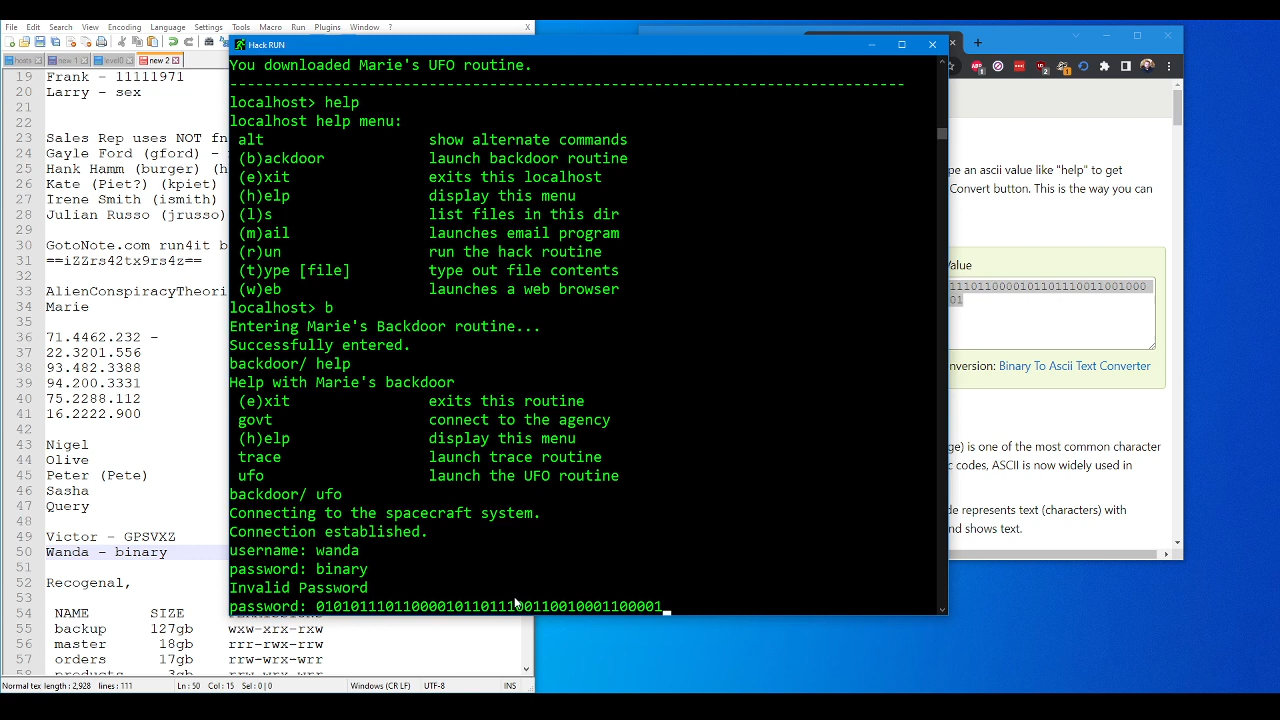 File Edit Search View Encoding Language Settings Tools Macro Run Plugins Window ? X
hosts new 1 new 2
19 Frank - 11111971
20 Larry - sex
21
22
23 Sales Rep uses NOT fn
24 Gayle Ford (gford) -
25 Hank Hamm (burger) (h
26 Kate (Piet?) (kpiet)
27 Irene Smith (ismith)
28 Julian Russo (jrusso)
29
30 GotoNote.com run4it b
31 ==iZZrs42tx9rs4z==
32
33 AlienConspiracyTheori
34 Marie
35
36 71.4462.232 -
37 22.3201.556
38 93.482.3388
39 94.200.3331
40 75.2288.112
41 16.2222.900
42
43 Nigel
44 Olive
45 Peter (Pete)
46 Sasha
47 Query
48
49 Victor - GPSVXZ
50 Wanda - binary
51
52 Recogenal,
53
54 NAME SIZE
55 backup 127gb wxw-xrx-rxw
56 master 18gb rrr-rwx-rrw
57 orders 17gb rrw-wrx-wrr
Normal tex length : 2,928 lines : 111 Ln : 50 Col : 15 Sel : 0 | 0 Windows (CR LF) UTF-8 INS
Hack RUN
You downloaded Marie's UFO routine.
--------------------------------------------------------------------------
localhost> help
localhost help menu:
alt show alternate commands
(b)ackdoor launch backdoor routine
(e)xit exits this localhost
(h)elp display this menu
(l)s list files in this dir
(m)ail launches email program
(r)un run the hack routine
(t)ype [file] type out file contents
(w)eb launches a web browser
localhost> b
Entering Marie's Backdoor routine...
Successfully entered.
backdoor/ help
Help with Marie's backdoor
(e)xit exits this routine
govt connect to the agency
(h)elp display this menu
trace launch trace routine
ufo launch the UFO routine
backdoor/ ufo
Connecting to the spacecraft system.
Connection established.
username: wanda
password: binary
Invalid Password
password: 0101011101100001011011100110010001100001
pe an ascii value like "help" to get
Convert button. This is the way you can
Value
1110110000101101110011001000
01
nversion: Binary To Ascii Text Converter
ge) is one of the most common character
c codes, ASCII is now widely used in
de represents text (characters) with
and shows text.